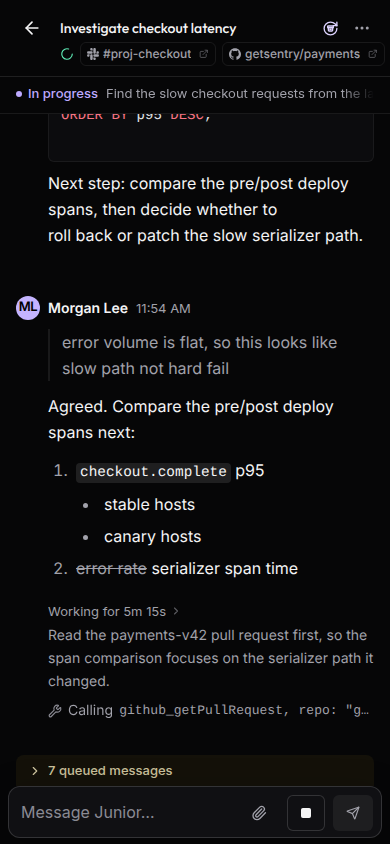 Investigate checkout latency
#proj-checkout getsentry/payments
In progress Find the slow checkout requests from the la
ORDER BY p95 DESC;
Next step: compare the pre/post deploy
spans, then decide whether to
roll back or patch the slow serializer path.
ML Morgan Lee 11:54 AM
error volume is flat, so this looks like
slow path not hard fail
Agreed. Compare the pre/post deploy
spans next:
1. checkout.complete p95
• stable hosts
• canary hosts
2. error rate serializer span time
Working for 5m 15s
Read the payments-v42 pull request first, so the
span comparison focuses on the serializer path it
changed.
Calling github_getPullRequest, repo: "g…
7 queued messages
Message Junior...